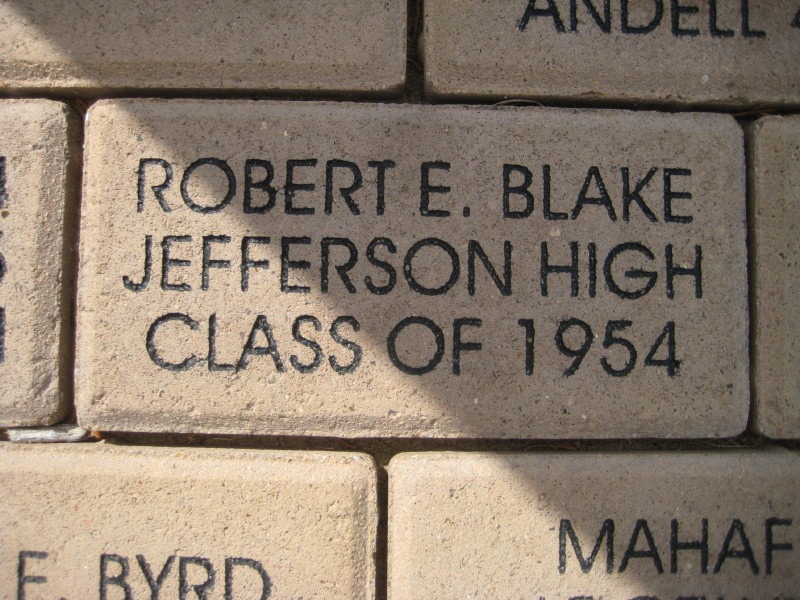 ANDELL
ROBERT E. BLAKE
JEFFERSON HIGH
CLASS OF 1954
E. BYRD
MAHAF